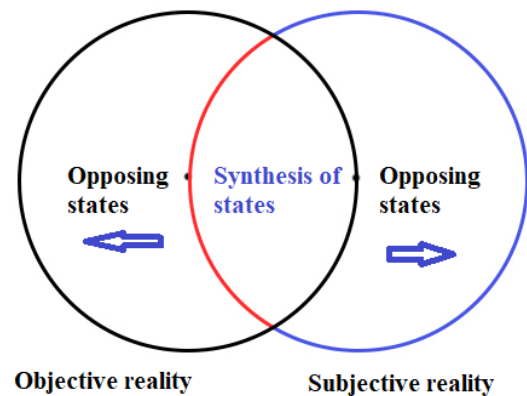 Opposing
states
Synthesis of
states
Opposing
states
Objective reality
Subjective reality